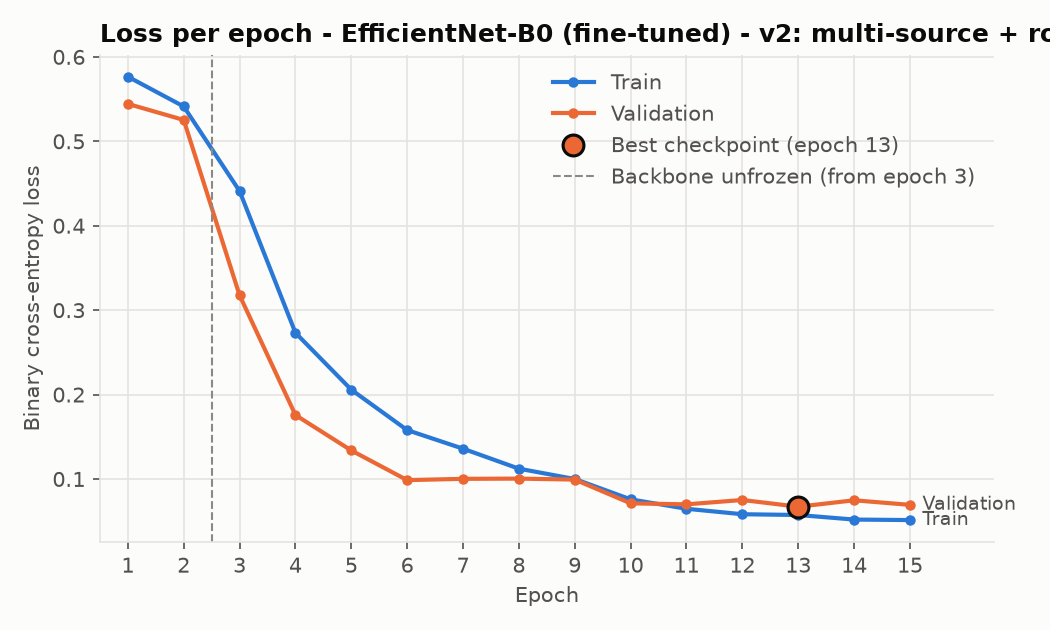 Loss per epoch - EfficientNet-B0 (fine-tuned) - v2: multi-source + ro
Train
Validation
Best checkpoint (epoch 13)
Backbone unfrozen (from epoch 3)
Binary cross-entropy loss
0.6
0.5
0.4
0.3
0.2
0.1
Validation
Train
1 2 3 4 5 6 7 8 9 10 11 12 13 14 15
Epoch